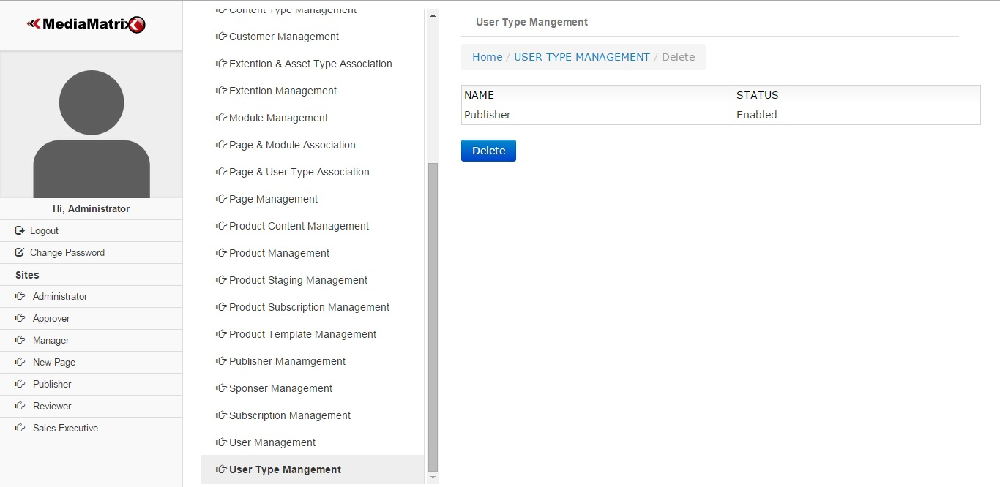 MediaMatrix
Hi, Administrator
Logout
Change Password
Sites
Administrator
Approver
Manager
New Page
Publisher
Reviewer
Sales Executive
Content Type Management
Customer Management
Extention & Asset Type Association
Extention Management
Module Management
Page & Module Association
Page & User Type Association
Page Management
Product Content Management
Product Management
Product Staging Management
Product Subscription Management
Product Template Management
Publisher Manamgement
Sponser Management
Subscription Management
User Management
User Type Mangement
User Type Mangement
Home / USER TYPE MANAGEMENT / Delete
NAME STATUS
Publisher Enabled
Delete